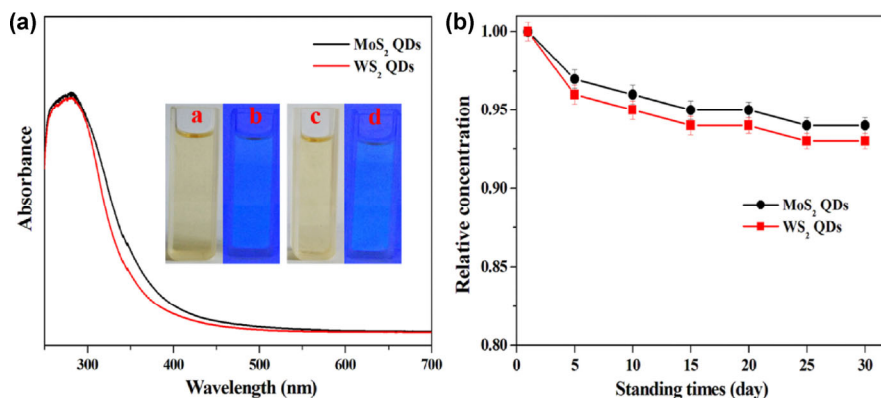 (a)
MoS₂ QDs
WS₂ QDs
a b c d
Absorbance
300 400 500 600 700
Wavelength (nm)
(b)
1.00
0.95
0.90
0.85
0.80
Relative concentration
MoS₂ QDs
WS₂ QDs
0 5 10 15 20 25 30
Standing times (day)